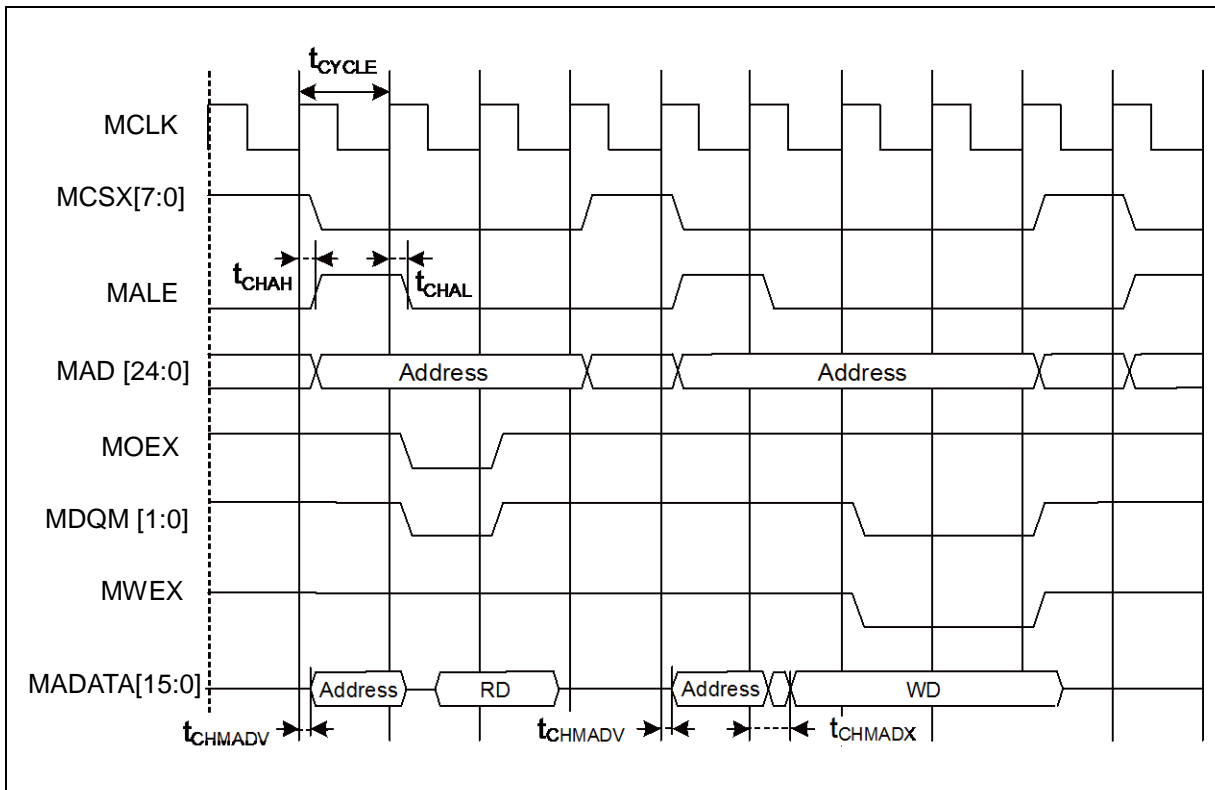 tCYCLE
MCLK
MCSX[7:0]
tCHAH
tCHAL
MALE
MAD [24:0]
Address
Address
MOEX
MDQM [1:0]
MWEX
MADATA[15:0]
Address
RD
Address
WD
tCHMADV
tCHMADV
tCHMADX